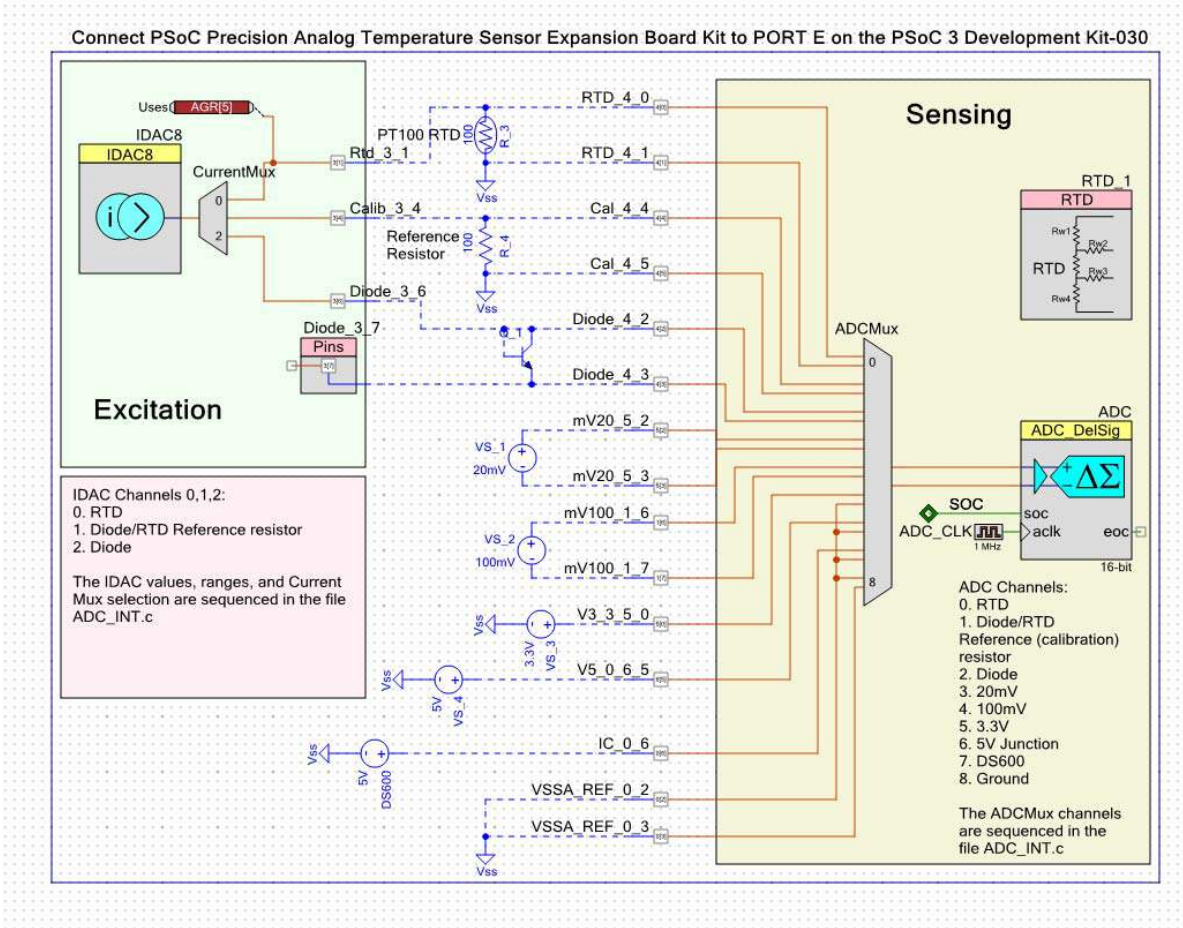 Connect PSoC Precision Analog Temperature Sensor Expansion Board Kit to PORT E on the PSoC 3 Development Kit-030
Uses
AGR[5]
IDAC8
IDAC8
CurrentMux
0
2
Rtd_3_1
Calib_3_4
Diode_3_6
Diode_3_7
Pins
Excitation
IDAC Channels 0,1,2:
0. RTD
1. Diode/RTD Reference resistor
2. Diode
The IDAC values, ranges, and Current
Mux selection are sequenced in the file
ADC_INT.c
PT100 RTD
100
R_3
Vss
Reference
Resistor
100
R_4
Vss
VS_1
20mV
VS_2
100mV
Vss
3.3V
VS_3
Vss
5V
VS_4
Vss
5V
DS600
Vss
RTD_4_0
RTD_4_1
Cal_4_4
Cal_4_5
Diode_4_2
Diode_4_3
mV20_5_2
mV20_5_3
mV100_1_6
mV100_1_7
V3_3_5_0
V5_0_6_5
IC_0_6
VSSA_REF_0_2
VSSA_REF_0_3
Sensing
RTD_1
RTD
Rw1
Rw2
RTD
Rw3
Rw4
ADCMux
0
8
ADC
ADC_DelSig
ΔΣ
SOC
soc
ADC_CLK
1 MHz
aclk
eoc
16-bit
ADC Channels:
0. RTD
1. Diode/RTD
Reference (calibration)
resistor
2. Diode
3. 20mV
4. 100mV
5. 3.3V
6. 5V Junction
7. DS600
8. Ground
The ADCMux channels
are sequenced in the
file ADC_INT.c